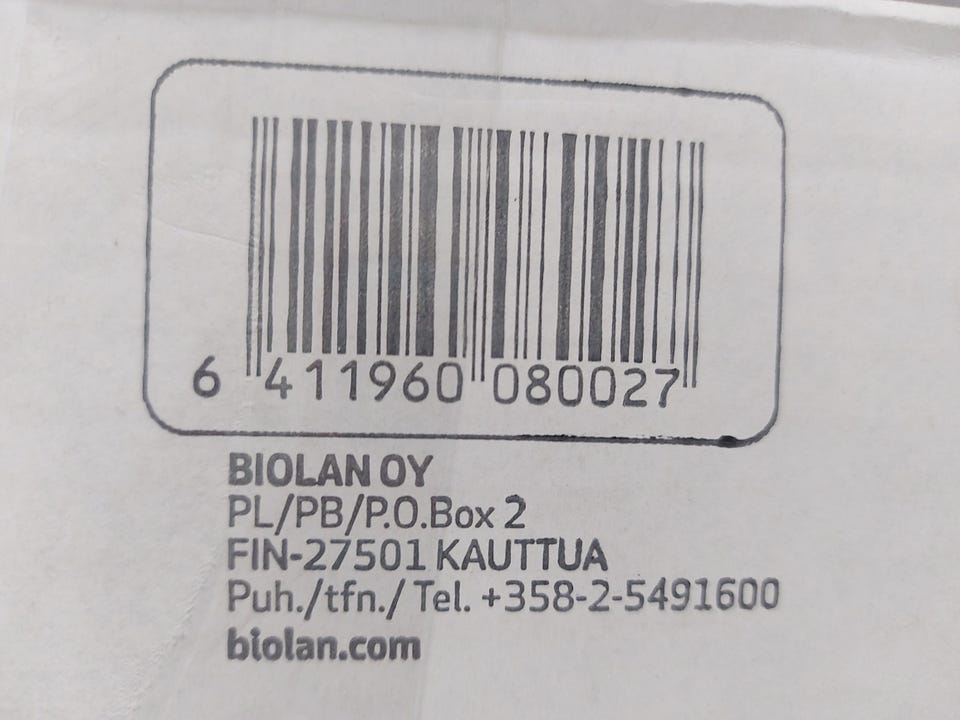 6 411960 080027
BIOLAN OY
PL/PB/P.O.Box 2
FIN-27501 KAUTTUA
Puh./tfn./ Tel. +358-2-5491600
biolan.com